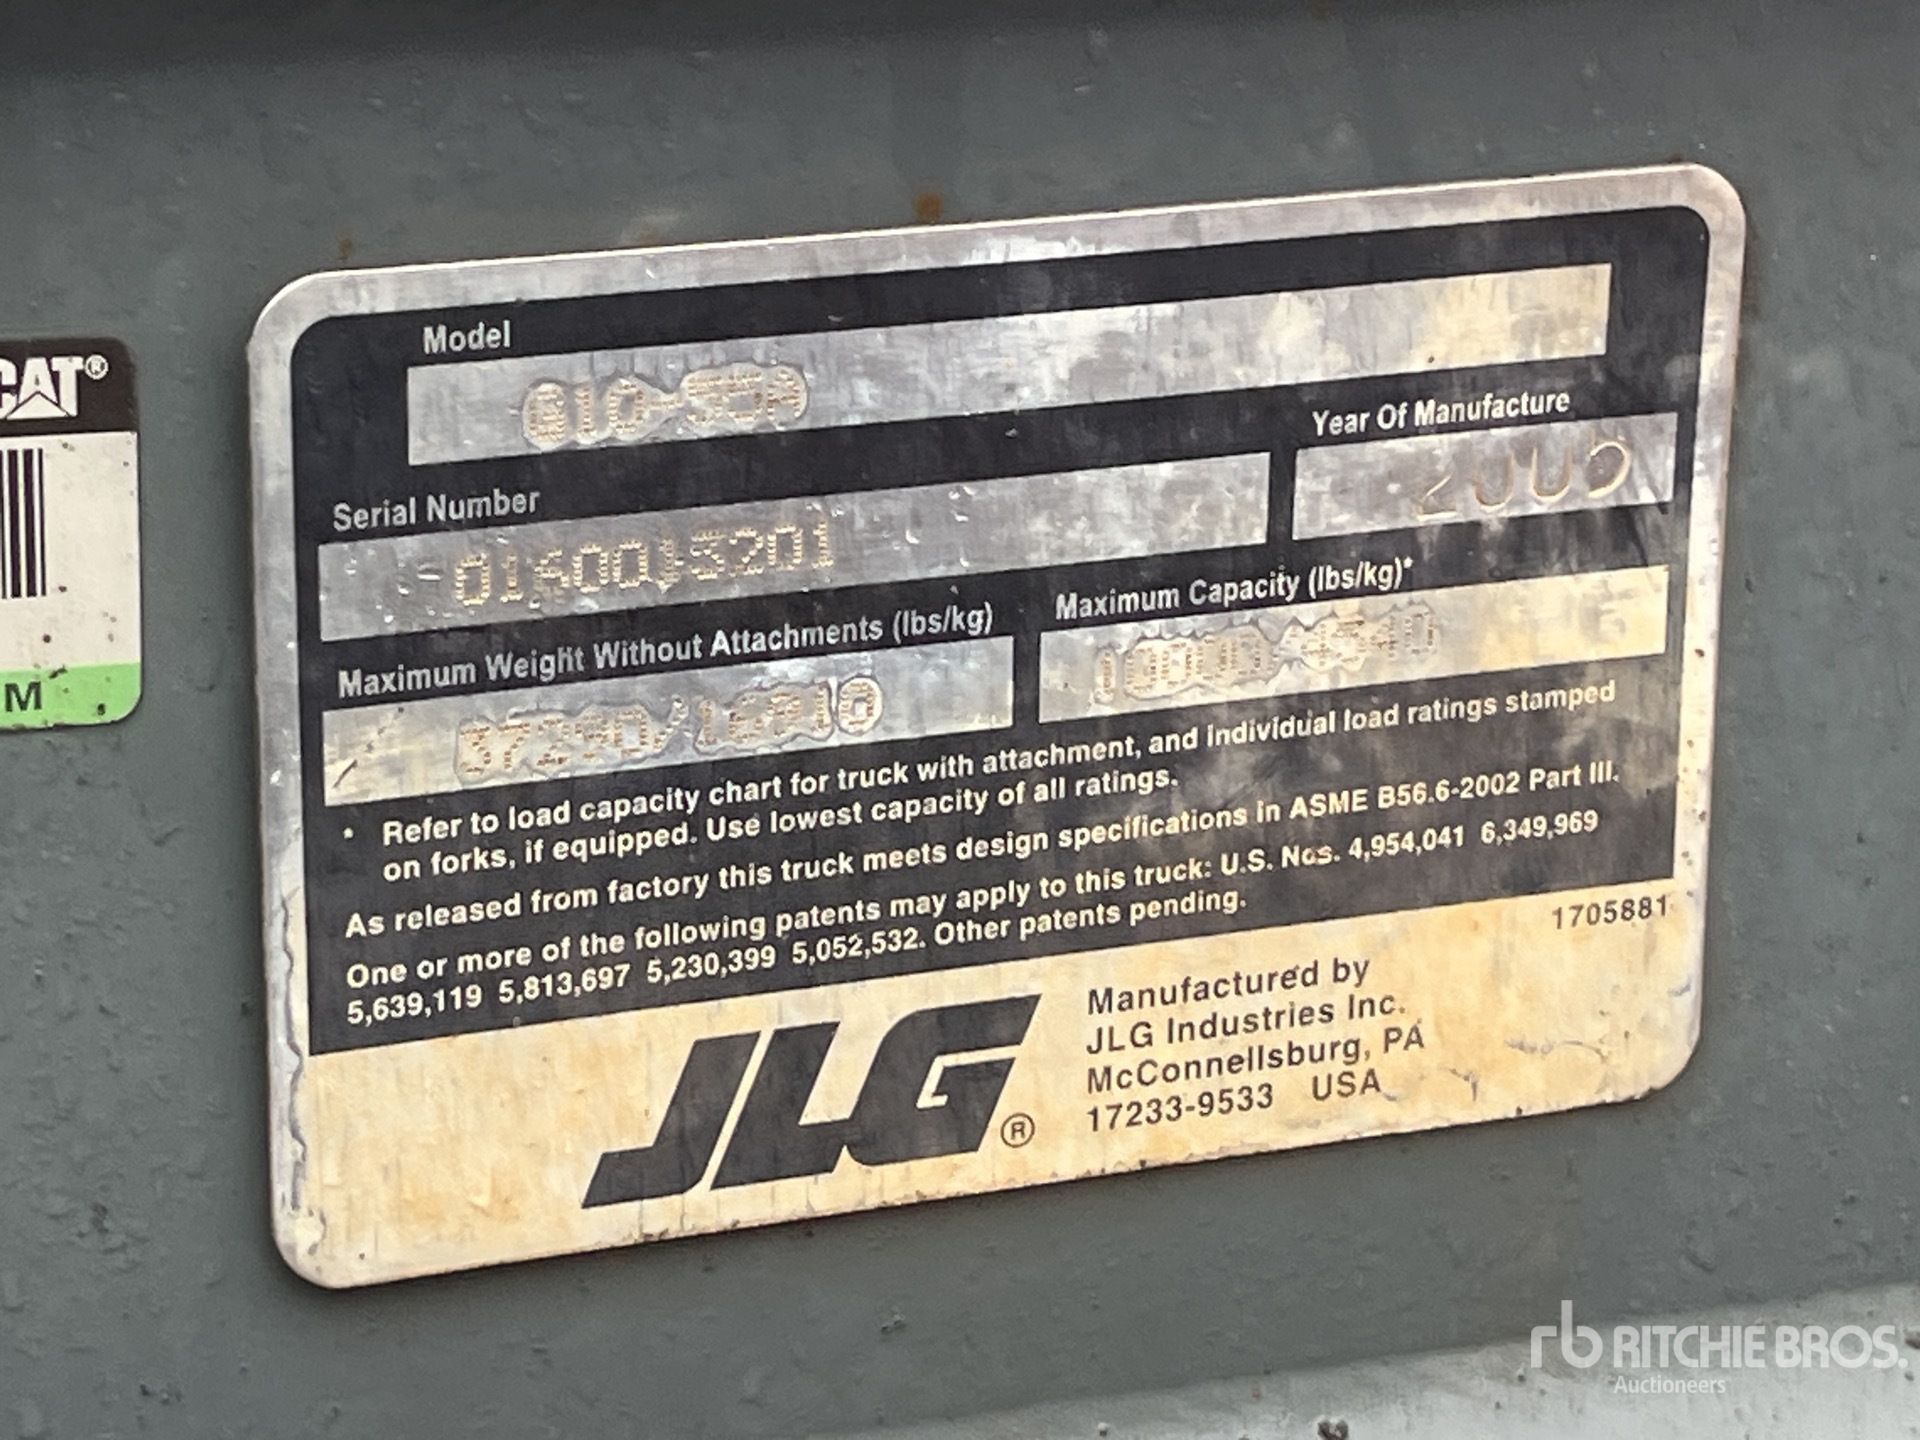 CAT®
M
Model
G10-55A
Year Of Manufacture
2005
Serial Number
Maximum Weight Without Attachments (lbs/kg)
Maximum Capacity (lbs/kg)*
* Refer to load capacity chart for truck with attachment, and individual load ratings stamped
on forks, if equipped. Use lowest capacity of all ratings.
As released from factory this truck meets design specifications in ASME B56.6-2002 Part III.
One or more of the following patents may apply to this truck: U.S. Nos. 4,954,041 6,349,969
5,639,119 5,813,697 5,230,399 5,052,532. Other patents pending.
1705881
JLG®
Manufactured by
JLG Industries Inc.
McConnellsburg, PA
17233-9533 USA
rb RITCHIE BROS.
Auctioneers